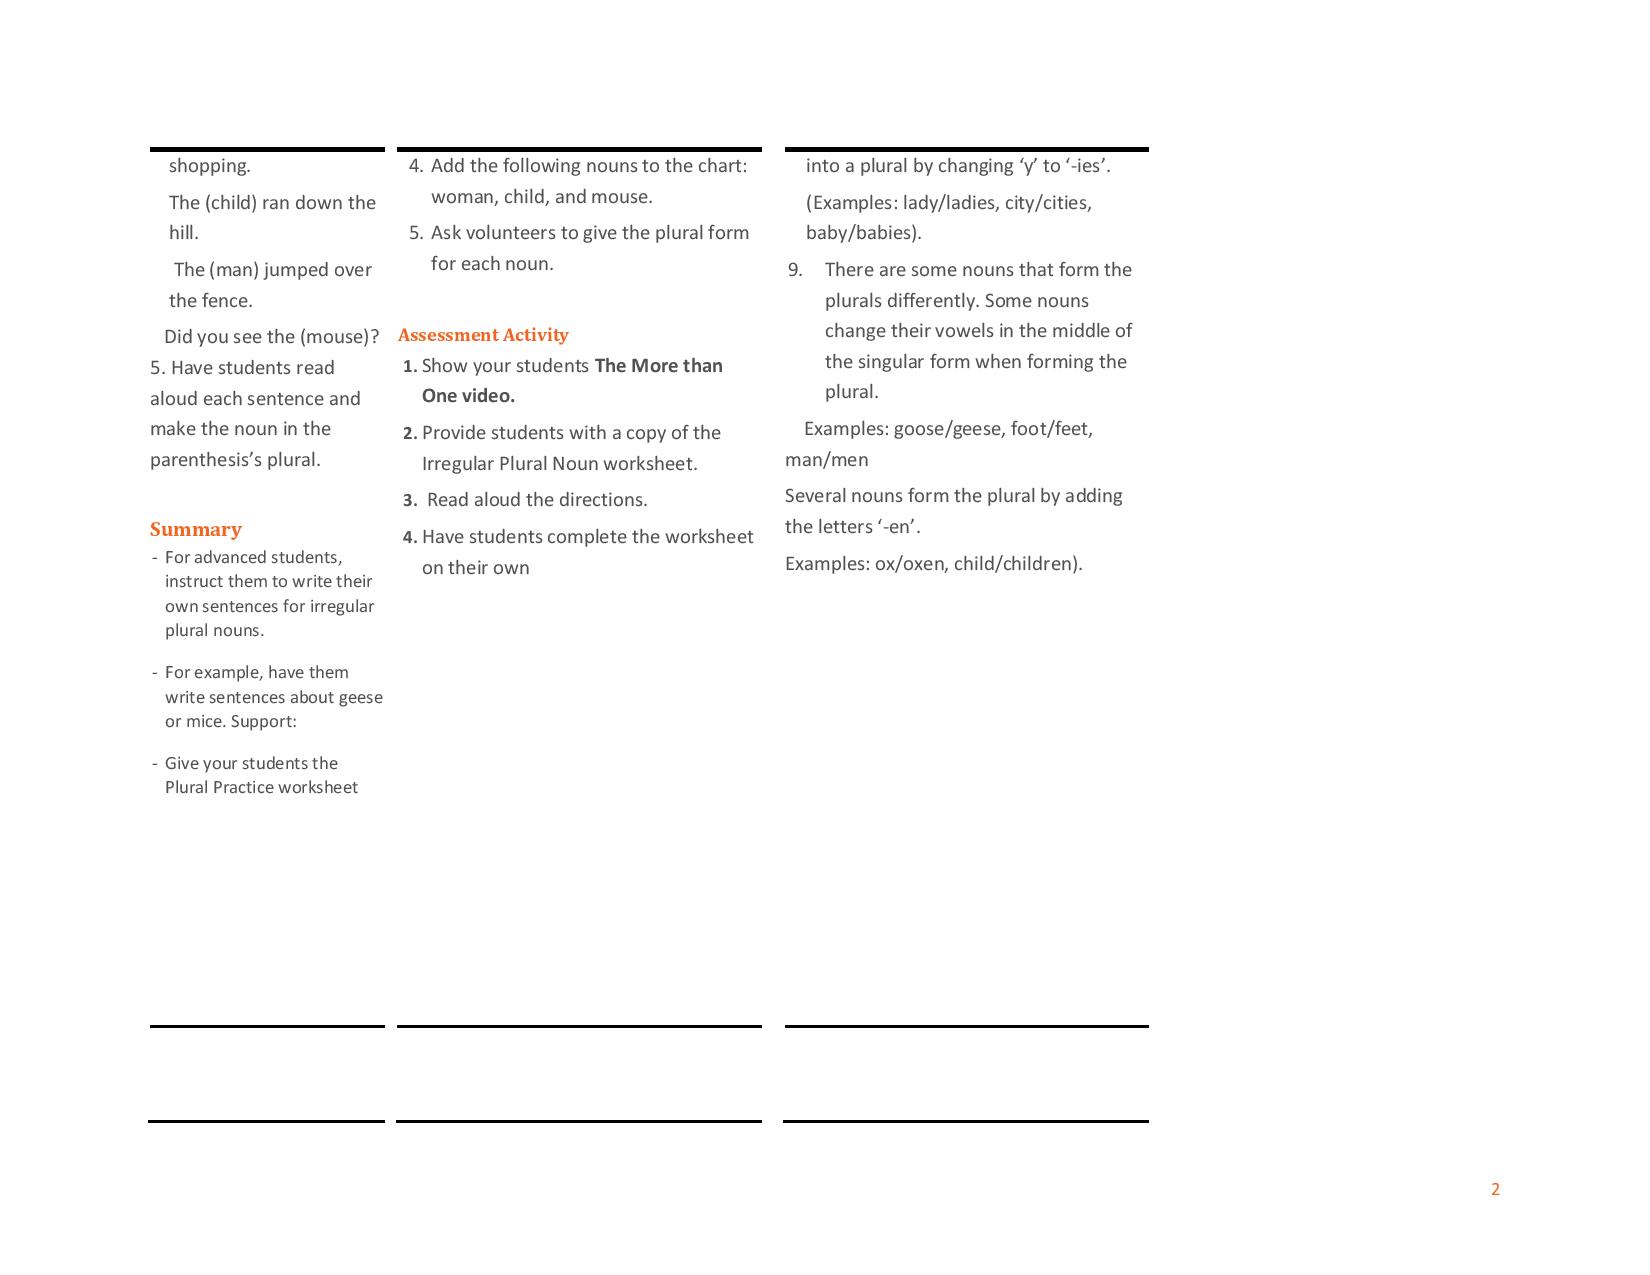 shopping.
The (child) ran down the
hill.
The (man) jumped over
the fence.
Did you see the (mouse)?
5. Have students read
aloud each sentence and
make the noun in the
parenthesis’s plural.
Summary
- For advanced students,
instruct them to write their
own sentences for irregular
plural nouns.
- For example, have them
write sentences about geese
or mice. Support:
- Give your students the
Plural Practice worksheet
4. Add the following nouns to the chart:
woman, child, and mouse.
5. Ask volunteers to give the plural form
for each noun.
Assessment Activity
1. Show your students The More than
One video.
2. Provide students with a copy of the
Irregular Plural Noun worksheet.
3. Read aloud the directions.
4. Have students complete the worksheet
on their own
into a plural by changing ‘y’ to ‘-ies’.
(Examples: lady/ladies, city/cities,
baby/babies).
9. There are some nouns that form the
plurals differently. Some nouns
change their vowels in the middle of
the singular form when forming the
plural.
Examples: goose/geese, foot/feet,
man/men
Several nouns form the plural by adding
the letters ‘-en’.
Examples: ox/oxen, child/children).
2